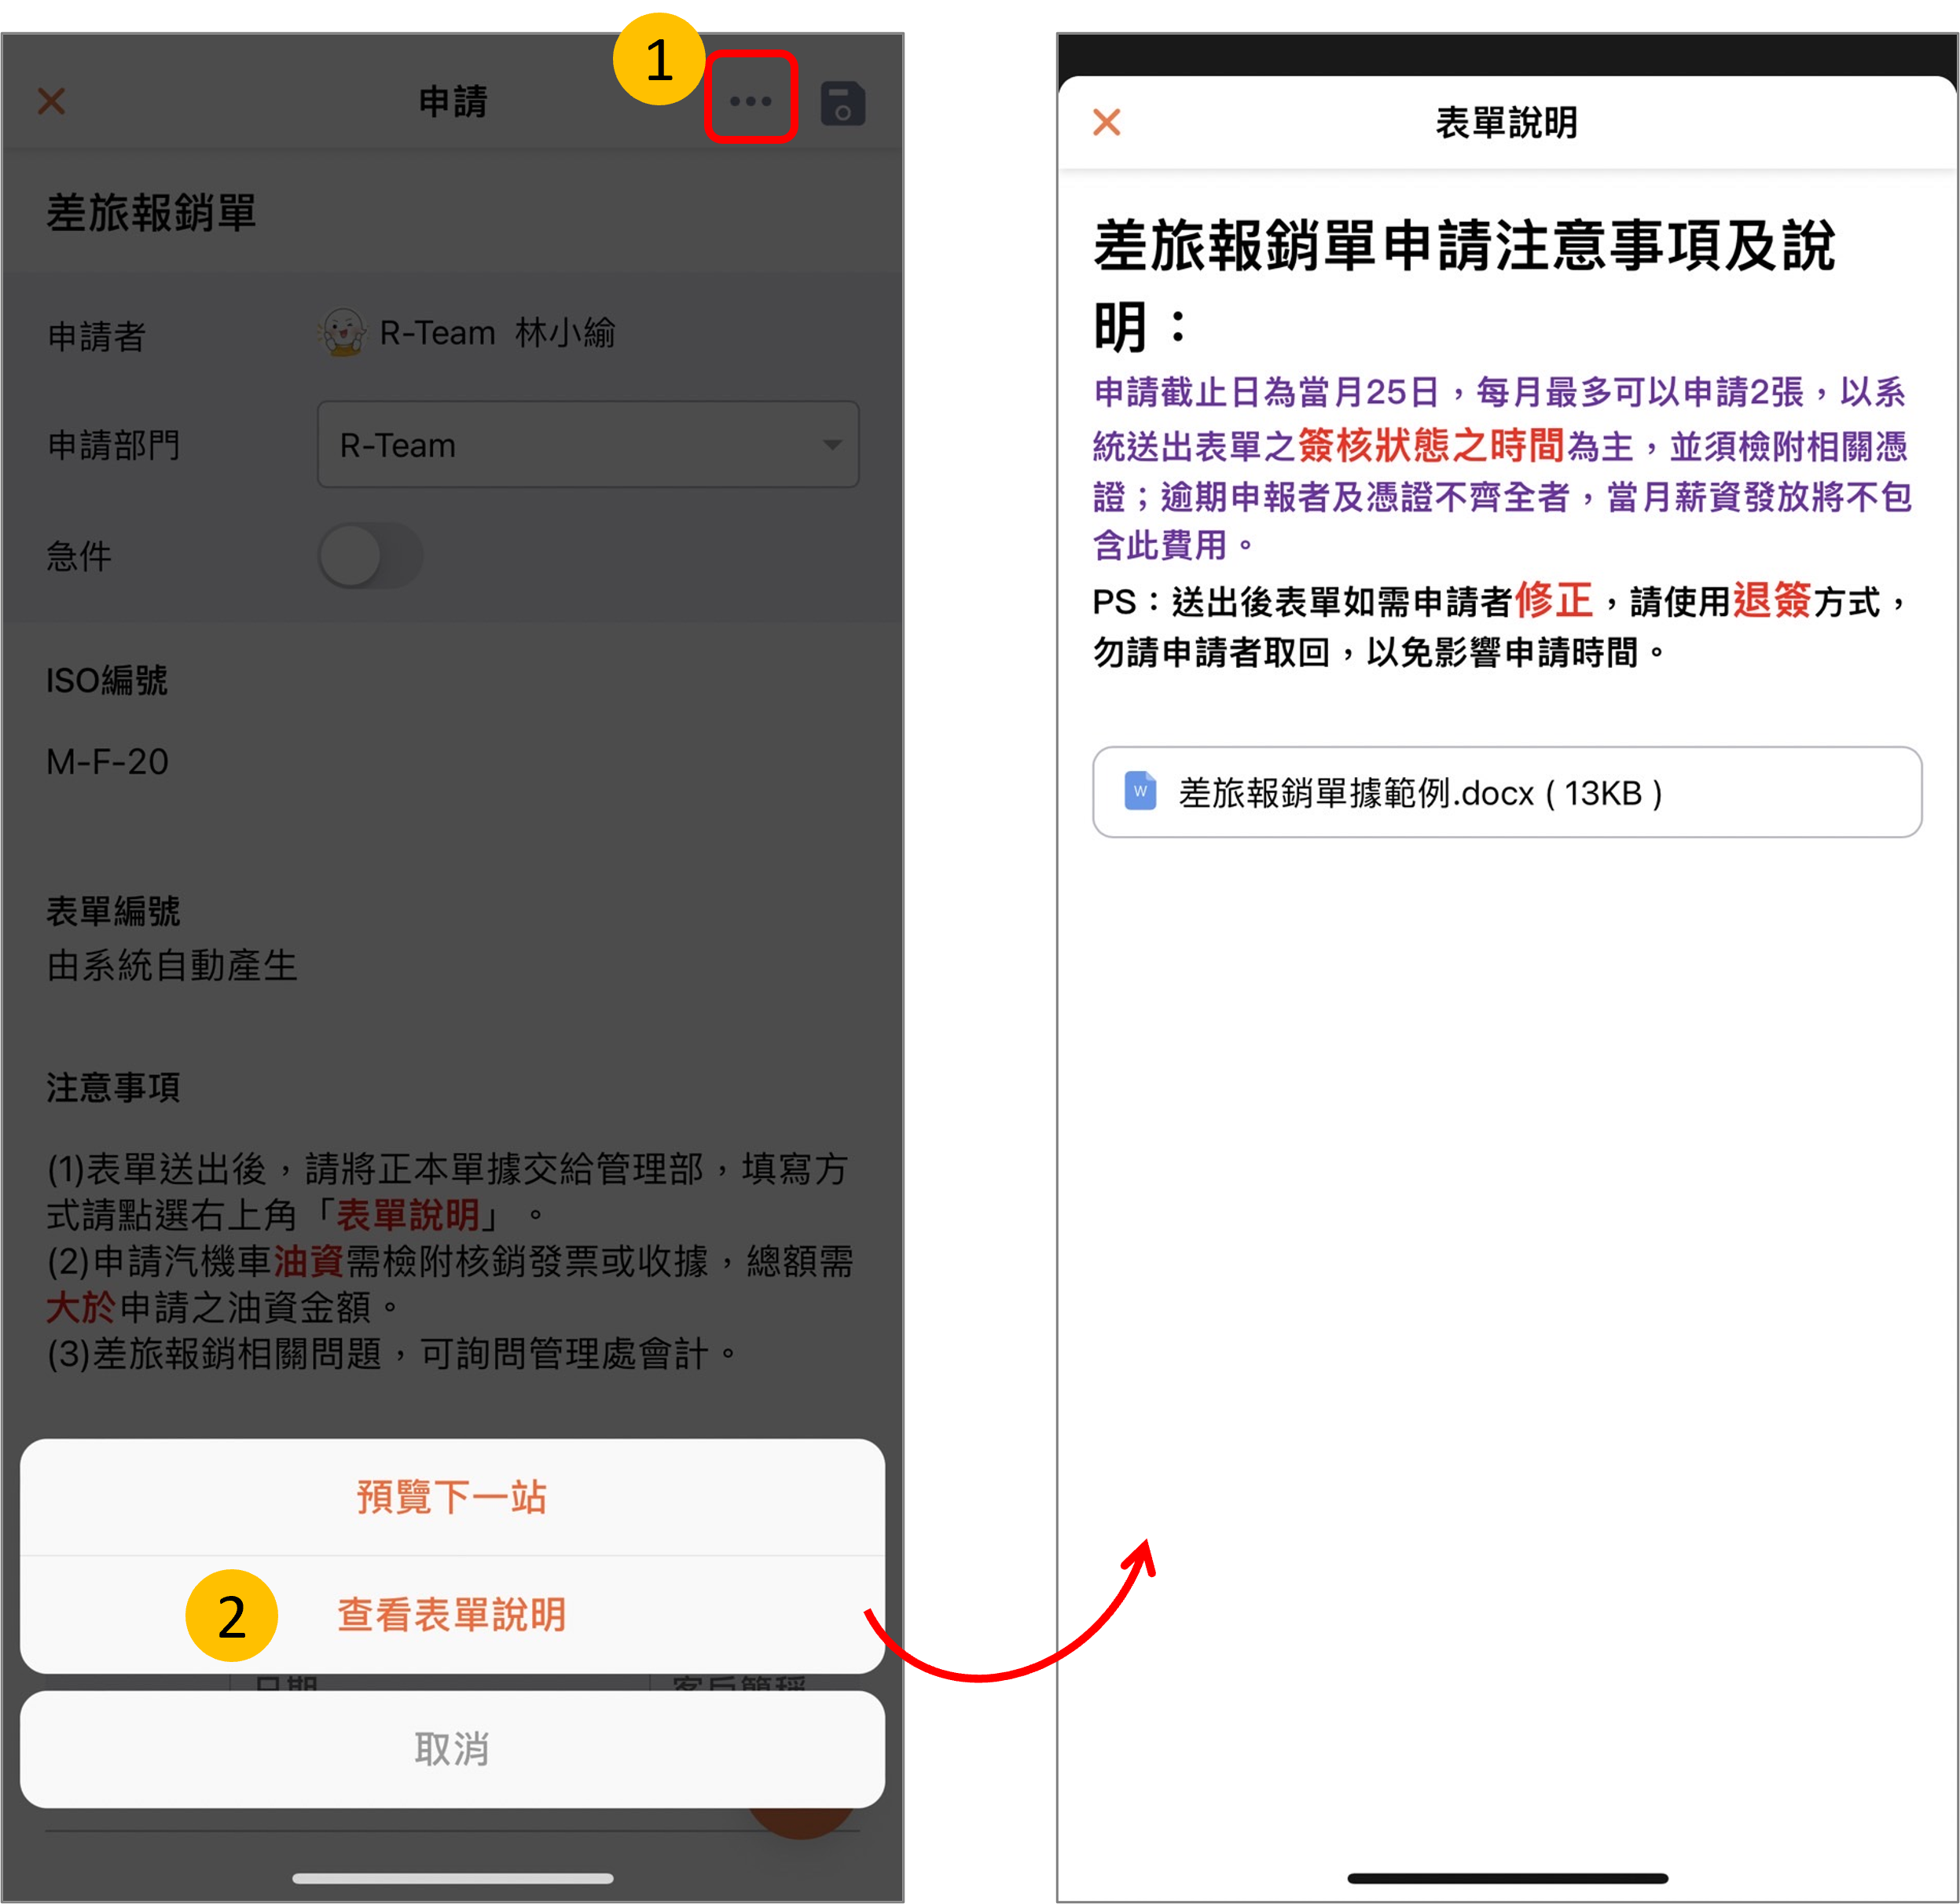 1
申請
差旅報銷單
申請者
R-Team 林小緰
申請部門
R-Team
急件
ISO編號
M-F-20
表單編號
由系統自動產生
注意事項
(1)表單送出後，請將正本單據交給管理部，填寫方
式請點選右上角「表單說明」。
(2)申請汽機車油資需檢附核銷發票或收據，總額需
大於申請之油資金額。
(3)差旅報銷相關問題，可詢問管理處會計。
預覽下一站
2
查看表單說明
日期
客戶簡稱
取消
表單說明
差旅報銷單申請注意事項及說
明：
申請截止日為當月25日，每月最多可以申請2張，以系
統送出表單之簽核狀態之時間為主，並須檢附相關憑
證；逾期申報者及憑證不齊全者，當月薪資發放將不包
含此費用。
PS：送出後表單如需申請者修正，請使用退簽方式，
勿請申請者取回，以免影響申請時間。
W
差旅報銷單據範例.docx ( 13KB )